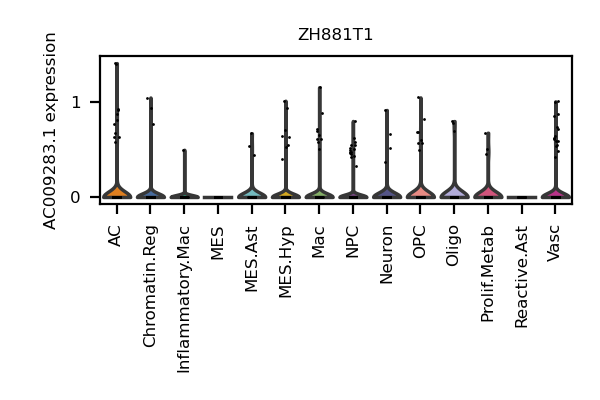 ZH881T1
AC009283.1 expression
1
0
AC
Chromatin.Reg
Inflammatory.Mac
MES
MES.Ast
MES.Hyp
Mac
NPC
Neuron
OPC
Oligo
Prolif.Metab
Reactive.Ast
Vasc